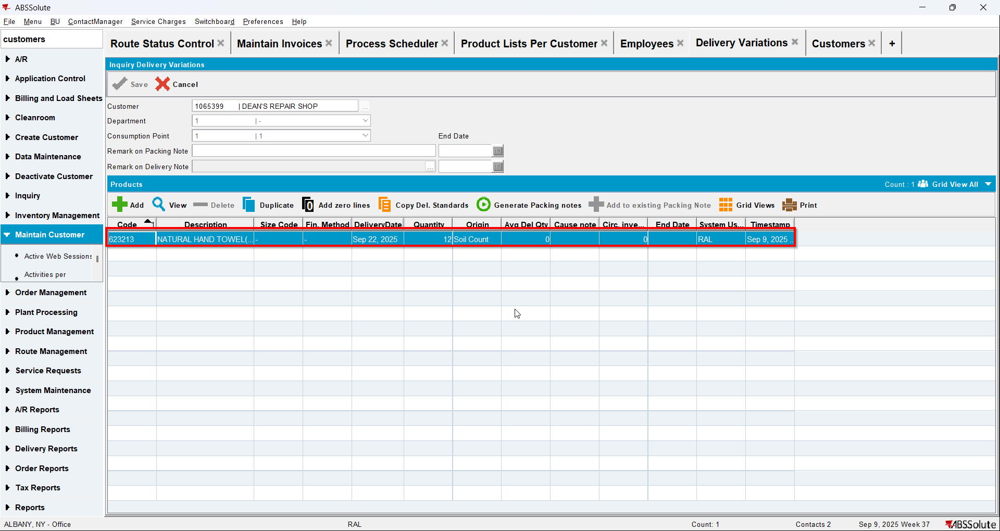 ABSSolute
File Menu BU ContactManager Service Charges Switchboard Preferences Help
customers
Route Status Control Maintain Invoices Process Scheduler Product Lists Per Customer Employees Delivery Variations Customers +
A/R
Application Control
Billing and Load Sheets
Cleanroom
Create Customer
Data Maintenance
Deactivate Customer
Inquiry
Inventory Management
Maintain Customer
Active Web Sessions
Activities per
Order Management
Plant Processing
Product Management
Route Management
Service Requests
System Maintenance
A/R Reports
Billing Reports
Delivery Reports
Order Reports
Tax Reports
Reports
Inquiry Delivery Variations
Save Cancel
Customer 1065399 | DEAN'S REPAIR SHOP ...
Department 1 | -
Consumption Point 1 | 1 End Date
Remark on Packing Note 16
Remark on Delivery Note ... 16
Products Count : 1 Grid View All
Add View Delete Duplicate Add zero lines Copy Del. Standards Generate Packing notes Add to existing Packing Note Grid Views Print
Code 1 Description Size Code Fin. Method DeliveryDate Quantity Origin Avg Del Qty Cause note Circ. inve... End Date System Us... Timestamp
623213 NATURAL HAND TOWEL(... - - Sep 22, 2025 12 Soil Count 0 0 RAL Sep 9, 2025 ...
ALBANY, NY - Office RAL Count: 1 Contacts 2 Sep 9, 2025 Week 37 ABSSolute